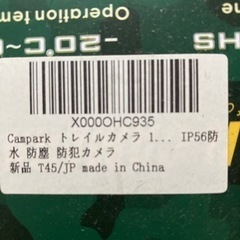 Operation tem
-20℃~
HS
X000OHC935
Campark トレイルカメラ 1... IP56防
水 防塵 防犯カメラ
新品 T45/JP made in China